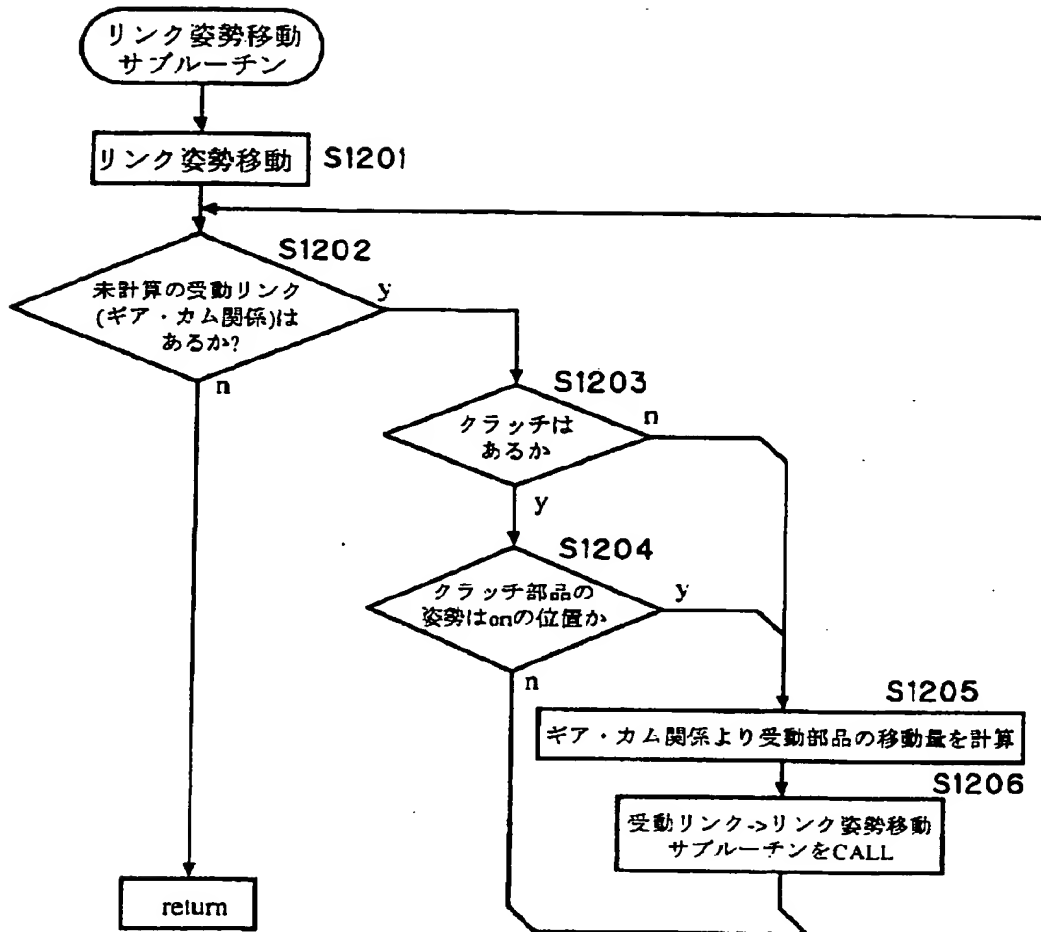 リンク姿勢移動
サブルーチン
リンク姿勢移動
S1201
S1202
未計算の受動リンク
(ギア・カム関係)は
あるか?
y
n
S1203
クラッチは
あるか
n
y
S1204
クラッチ部品の
姿勢はonの位置か
y
n
S1205
ギア・カム関係より受動部品の移動量を計算
S1206
受動リンク->リンク姿勢移動
サブルーチンをCALL
return